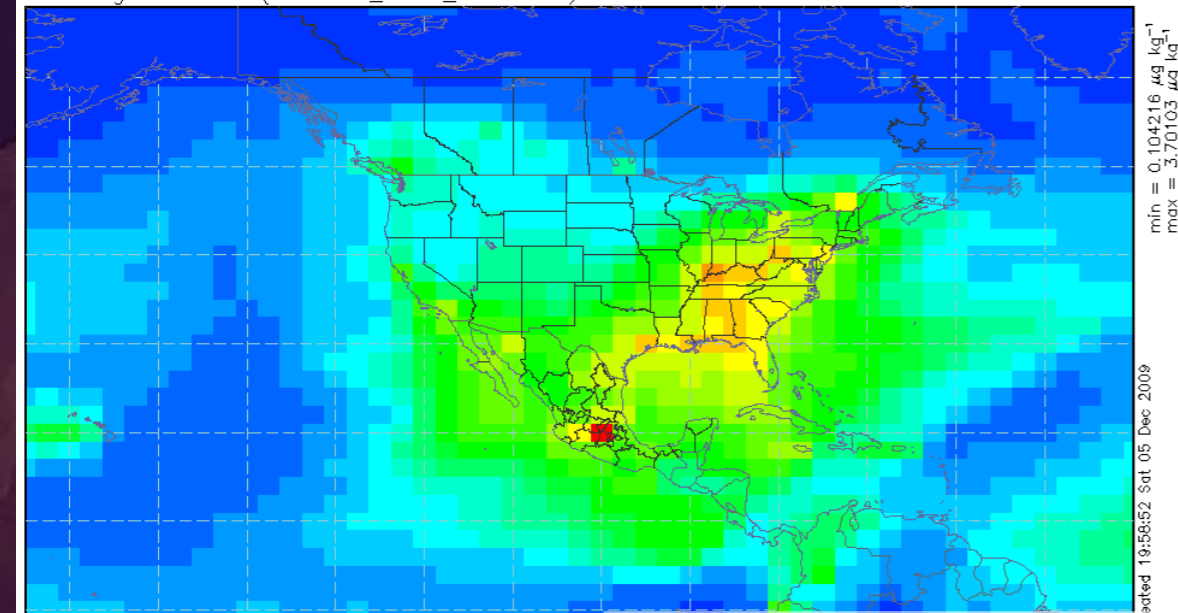 min = 0.104216 μg kg⁻¹
max = 3.70103 μg kg⁻¹
eated 19:58:52 Sat 05 Dec 2009